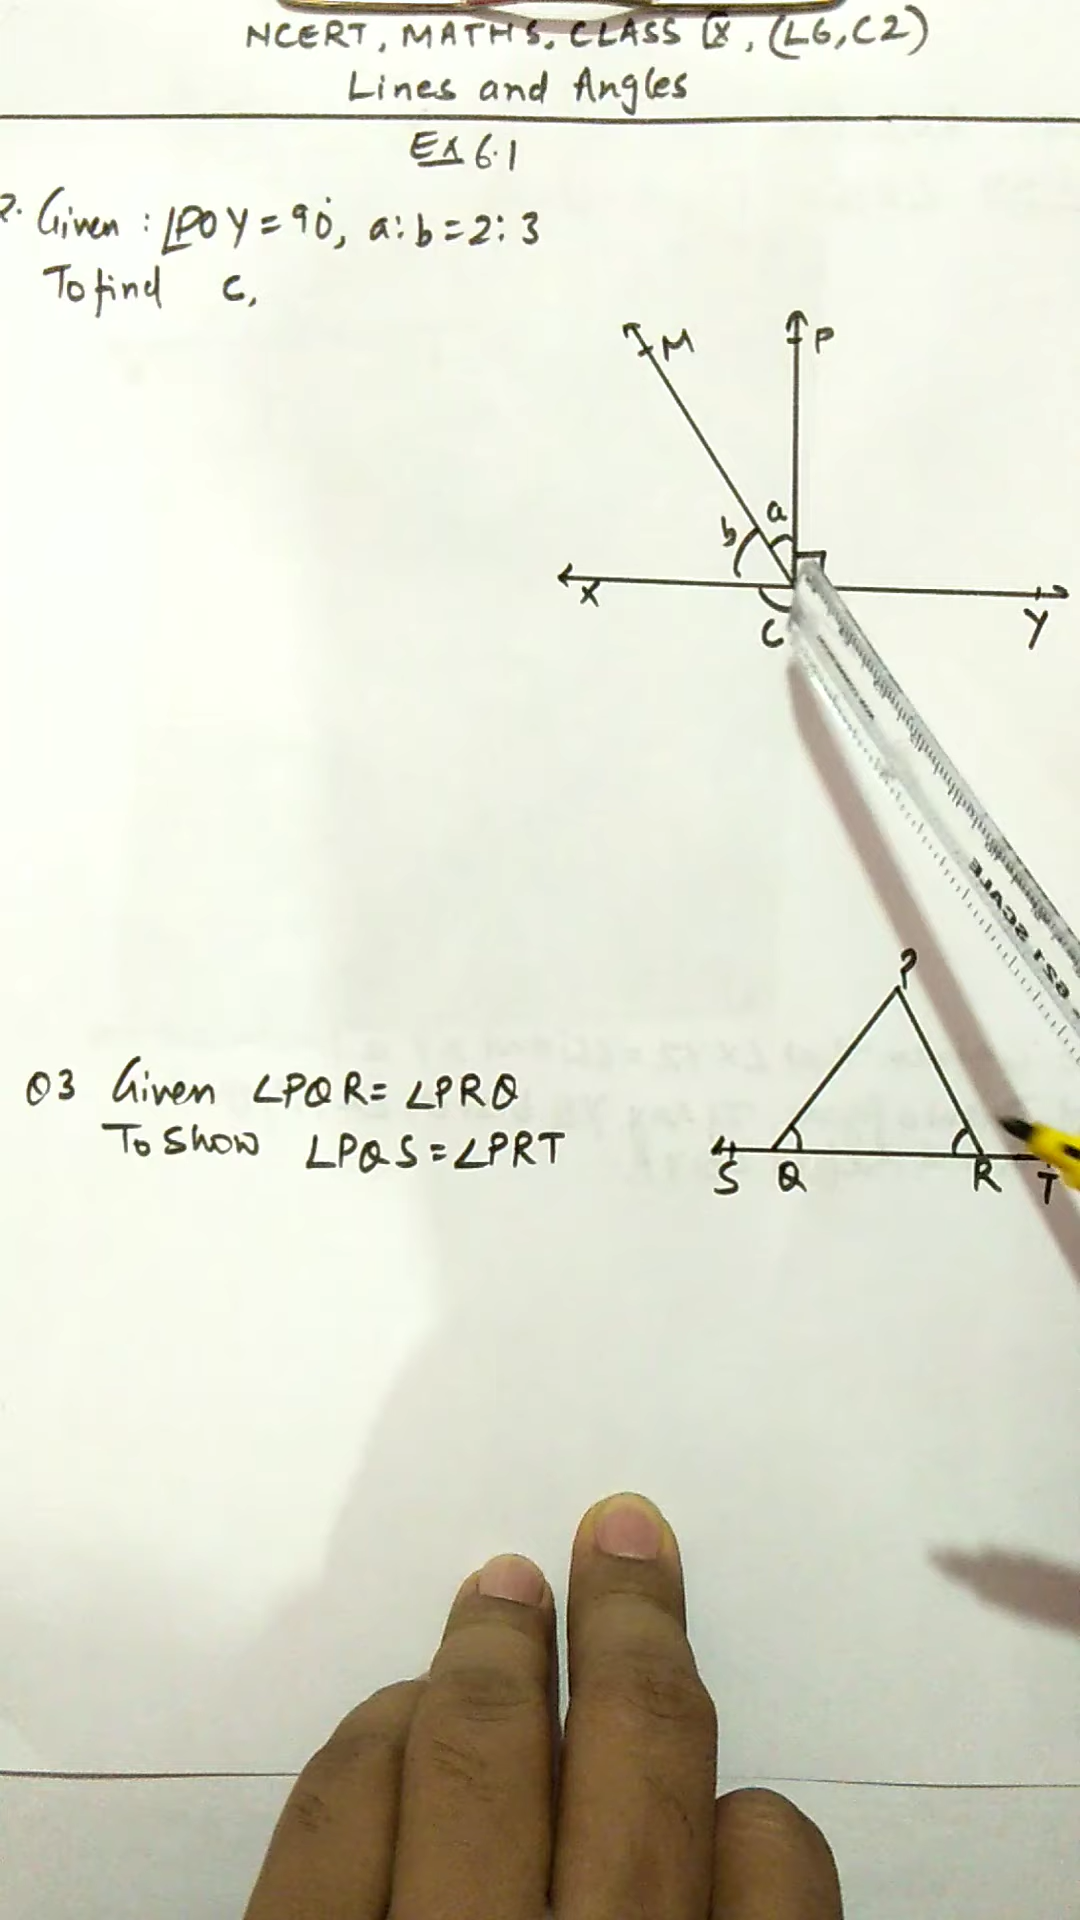 NCERT, MATHS, CLASS IX, (L6, C2)
Lines and Angles
Ex 6.1
2. Given : ∠POY = 90°, a:b = 2:3
To find c,
M
P
a
b
X
C
Y
SCALE
P
Q3 Given ∠PQR = ∠PRQ
To Show ∠PQS = ∠PRT
S Q R T